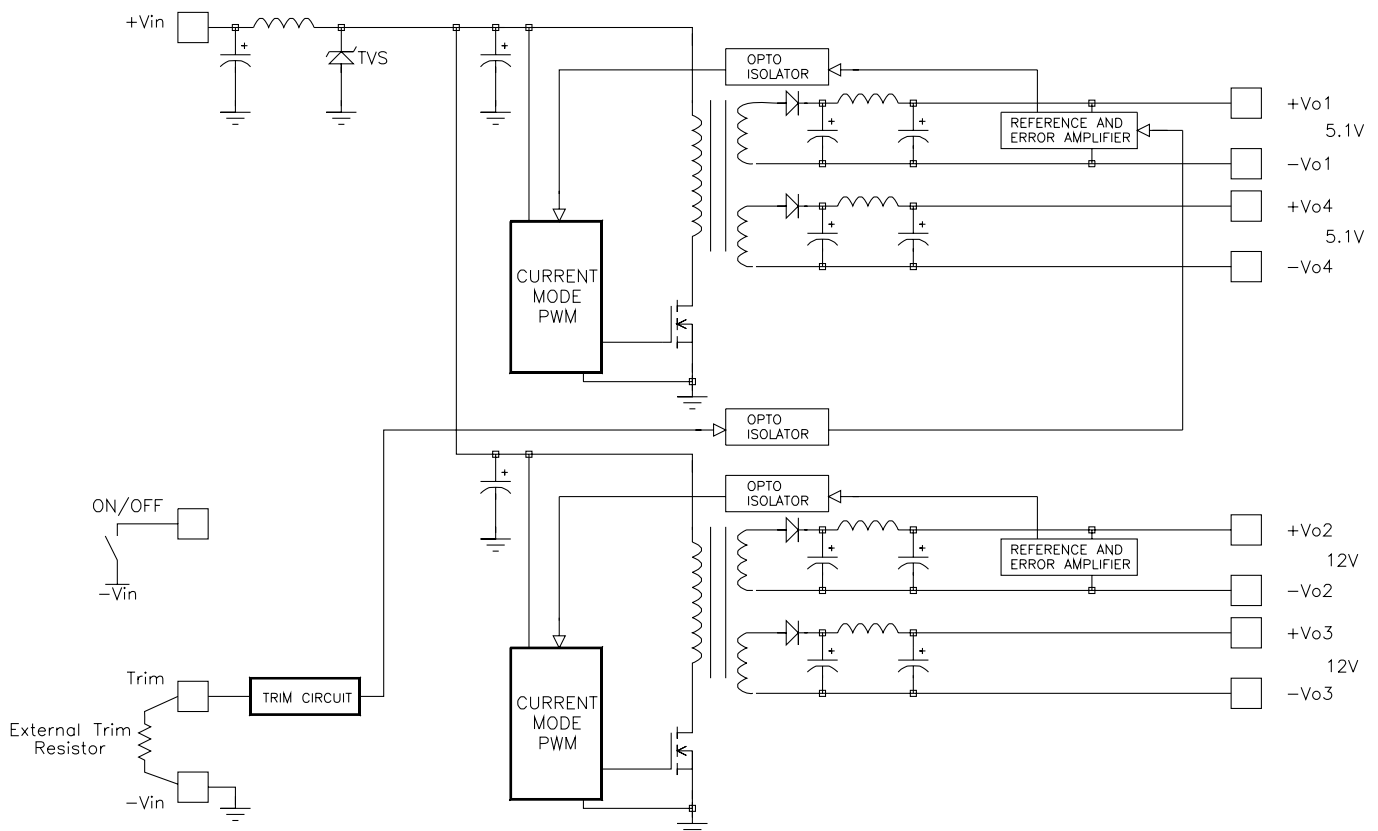 +Vin
+
TVS
+
OPTO
ISOLATOR
+
+
REFERENCE AND
ERROR AMPLIFIER
+Vo1
5.1V
-Vo1
+
+
+Vo4
5.1V
-Vo4
CURRENT
MODE
PWM
OPTO
ISOLATOR
+
ON/OFF
-Vin
OPTO
ISOLATOR
+
+
REFERENCE AND
ERROR AMPLIFIER
+Vo2
12V
-Vo2
+
+
+Vo3
12V
-Vo3
CURRENT
MODE
PWM
Trim
TRIM CIRCUIT
External Trim
Resistor
-Vin